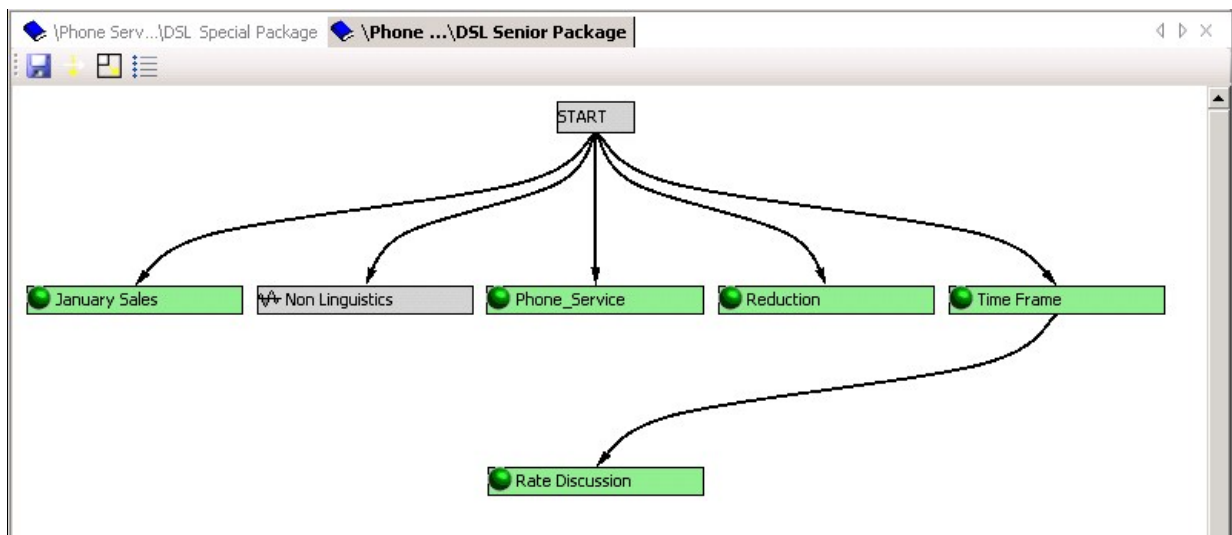 \Phone Serv...\DSL Special Package \Phone ...\DSL Senior Package
START
January Sales Non Linguistics Phone_Service Reduction Time Frame
Rate Discussion